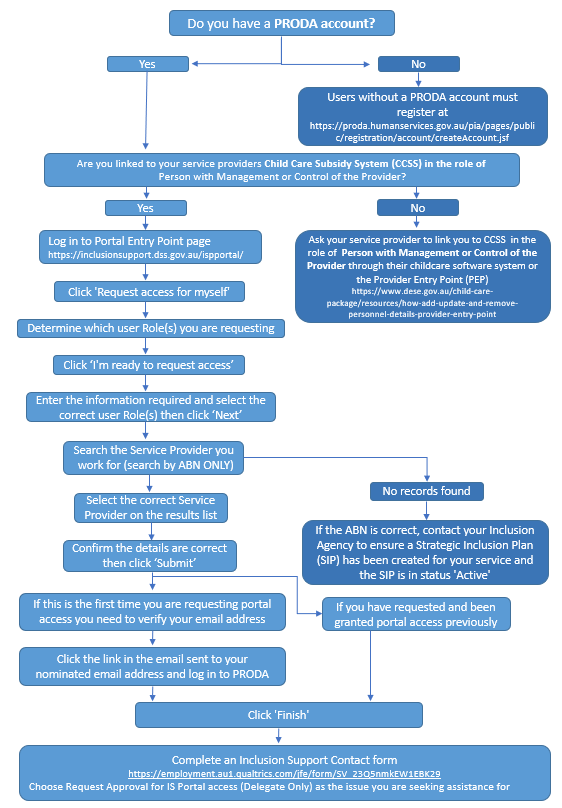 Do you have a PRODA account?
Yes
No
Users without a PRODA account must
register at
https://proda.humanservices.gov.au/pia/pages/publi
c/registration/account/createAccount.jsf
Are you linked to your service providers Child Care Subsidy System (CCSS) in the role of
Person with Management or Control of the Provider?
Yes
No
Log in to Portal Entry Point page
https://inclusionsupport.dss.gov.au/ispportal/
Ask your service provider to link you to CCSS in the
role of Person with Management or Control of the
Provider through their childcare software system or
the Provider Entry Point (PEP)
https://www.dese.gov.au/child-care-
package/resources/how-add-update-and-remove-
personnel-details-provider-entry-point
Click 'Request access for myself'
Determine which user Role(s) you are requesting
Click 'I'm ready to request access'
Enter the information required and select the
correct user Role(s) then click 'Next'
Search the Service Provider you
work for (search by ABN ONLY)
No records found
Select the correct Service
Provider on the results list
If the ABN is correct, contact your Inclusion
Agency to ensure a Strategic Inclusion Plan
(SIP) has been created for your service and
the SIP is in status 'Active'
Confirm the details are correct
then click 'Submit'
If this is the first time you are requesting portal
access you need to verify your email address
If you have requested and been
granted portal access previously
Click the link in the email sent to your
nominated email address and log in to PRODA
Click 'Finish'
Complete an Inclusion Support Contact form
https://employment.au1.qualtrics.com/jfe/form/SV_23Q5nmkEW1EBK29
Choose Request Approval for IS Portal access (Delegate Only) as the issue you are seeking assistance for